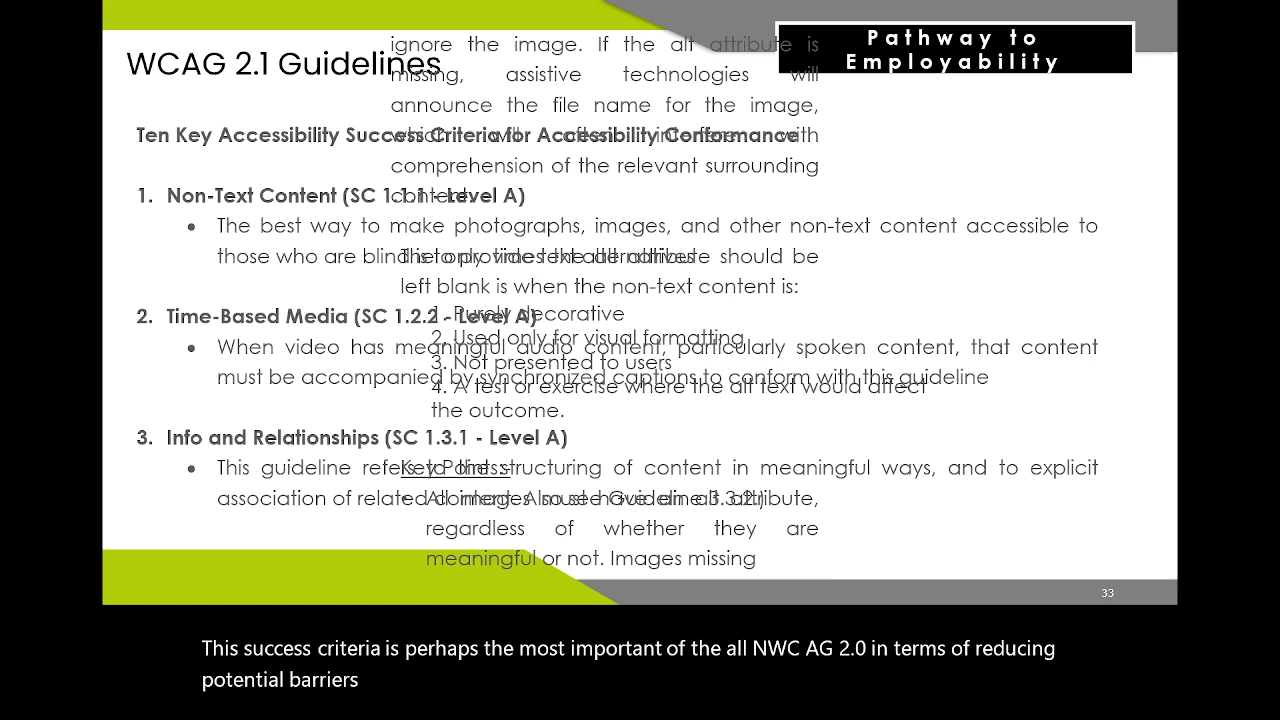 Pathway to
Employability
WCAG 2.1 Guidelines
ignore the image. If the alt attribute is
missing, assistive technologies will
announce the file name for the image,
which will often interfere with
comprehension of the relevant surrounding
content.
Ten Key Accessibility Success Criteria for Accessibility Conformance
1. Non-Text Content (SC 1.1.1 - Level A)
• The best way to make photographs, images, and other non-text content accessible to
those who are blind is to provide text alternatives
The only time the alt attribute should be
left blank is when the non-text content is:
1. Purely decorative
2. Used only for visual formatting
3. Not presented to users
4. A test or exercise where the alt text would affect
the outcome.
2. Time-Based Media (SC 1.2.2 - Level A)
• When video has meaningful audio content, particularly spoken content, that content
must be accompanied by synchronized captions to conform with this guideline
3. Info and Relationships (SC 1.3.1 - Level A)
• This guideline refers to the structuring of content in meaningful ways, and to explicit
association of related content. Also see Guideline 3.3.2.)
Key Points:-
• All images must have an alt attribute,
regardless of whether they are
meaningful or not. Images missing
33
This success criteria is perhaps the most important of the all NWC AG 2.0 in terms of reducing
potential barriers